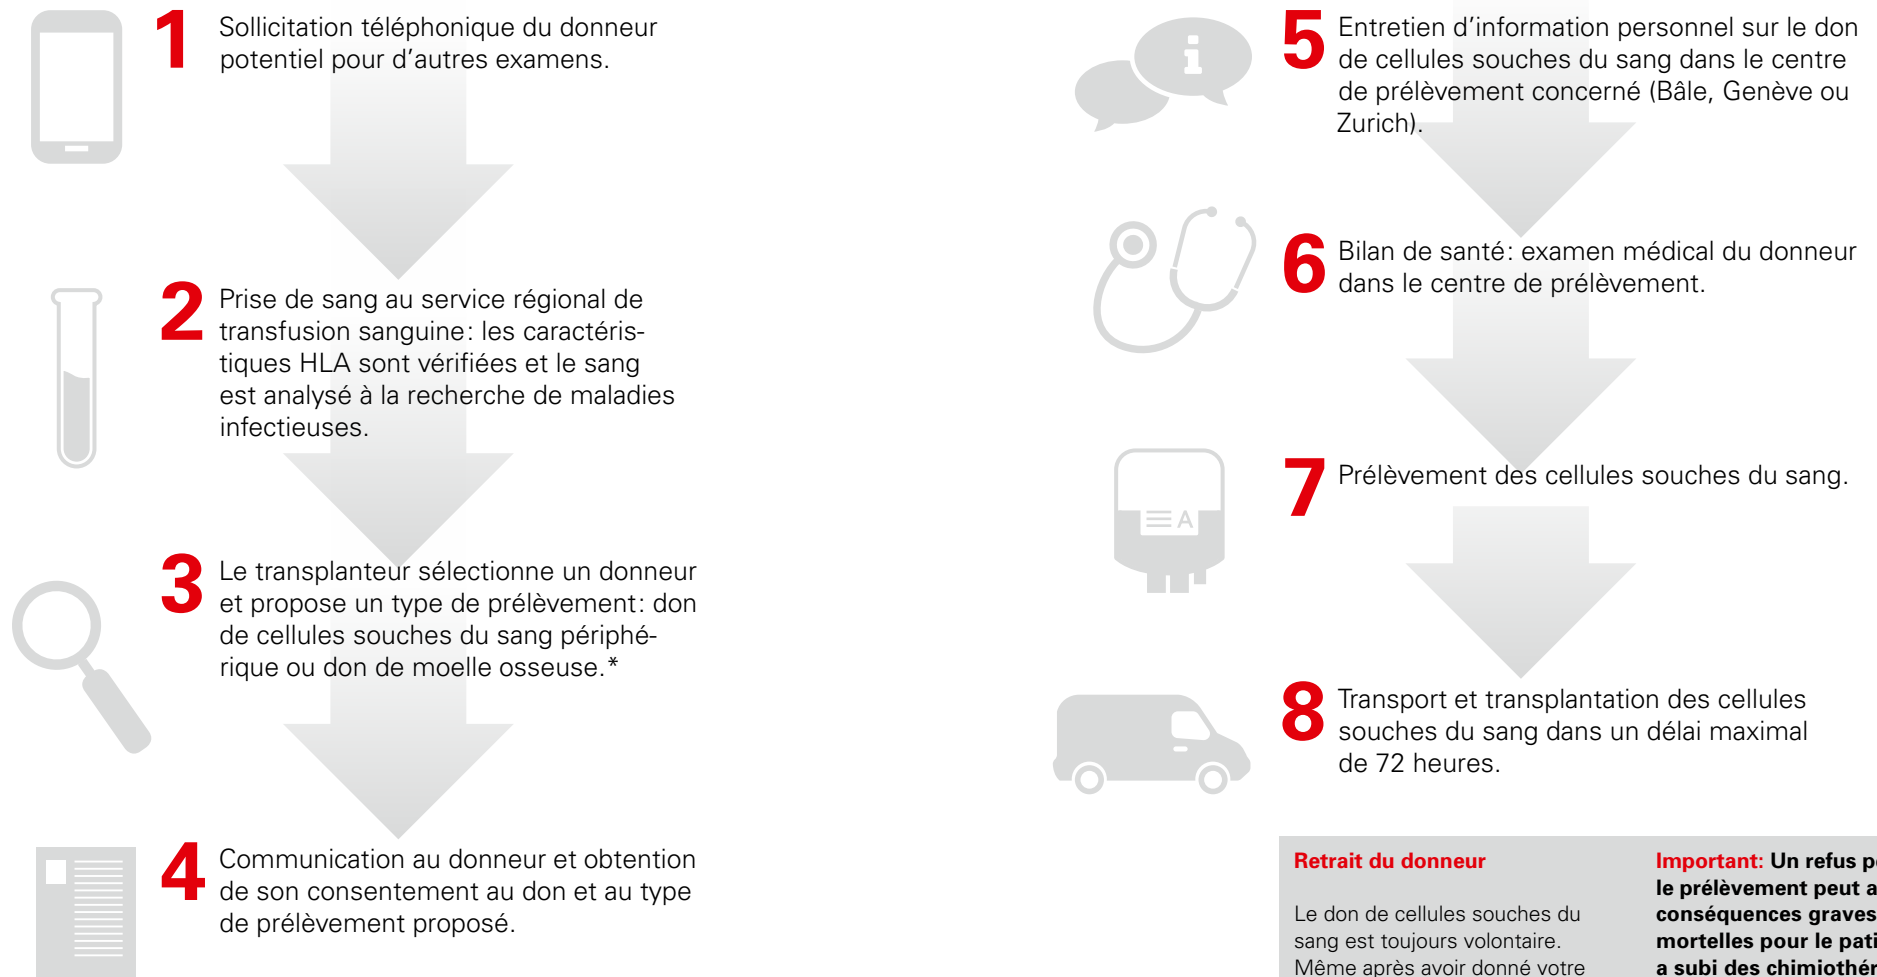 1 Sollicitation téléphonique du donneur
potentiel pour d’autres examens.
2 Prise de sang au service régional de
transfusion sanguine: les caractéris-
tiques HLA sont vérifiées et le sang
est analysé à la recherche de maladies
infectieuses.
3 Le transplanteur sélectionne un donneur
et propose un type de prélèvement: don
de cellules souches du sang périphé-
rique ou don de moelle osseuse.*
4 Communication au donneur et obtention
de son consentement au don et au type
de prélèvement proposé.
5 Entretien d’information personnel sur le don
de cellules souches du sang dans le centre
de prélèvement concerné (Bâle, Genève ou
Zurich).
6 Bilan de santé: examen médical du donneur
dans le centre de prélèvement.
A
7 Prélèvement des cellules souches du sang.
8 Transport et transplantation des cellules
souches du sang dans un délai maximal
de 72 heures.
Retrait du donneur
Le don de cellules souches du
sang est toujours volontaire.
Même après avoir donné votre
Important: Un refus
le prélèvement peut
conséquences graves
mortelles pour le
a subi des